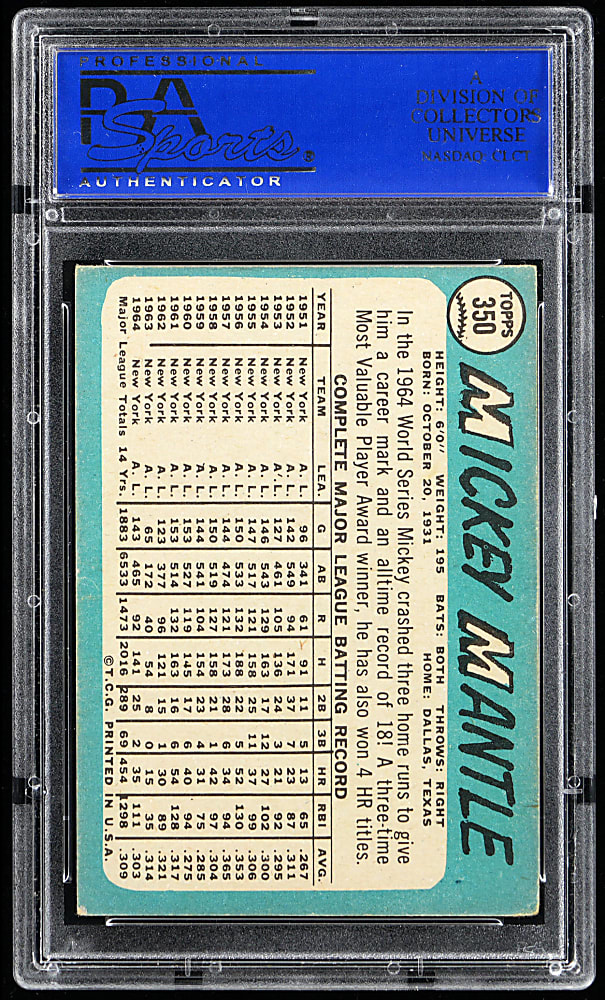 PROFESSIONAL
PSA
Sports®
AUTHENTICATOR
A
DIVISION OF
COLLECTORS
UNIVERSE
NASDAQ: CLCT
TOPPS
350
MICKEY MANTLE
HEIGHT: 6'0" WEIGHT: 195 BATS: BOTH THROWS: RIGHT
BORN: OCTOBER 20, 1931 HOME: DALLAS, TEXAS
In the 1964 World Series Mickey crashed three home runs to give
him a career mark and an alltime record of 18! A three-time
Most Valuable Player Award winner, he has also won 4 HR titles.
COMPLETE MAJOR LEAGUE BATTING RECORD
YEAR TEAM LEA. G AB R H 2B 3B HR RBI AVG.
1951 New York A. L. 96 341 61 91 11 5 13 65 .267
1952 New York A. L. 142 549 94 171 37 7 23 87 .311
1953 New York A. L. 127 461 105 136 24 3 21 92 .295
1954 New York A. L. 146 543 129 163 17 12 27 102 .300
1955 New York A. L. 147 517 121 158 25 11 37 99 .306
1956 New York A. L. 150 533 132 188 22 5 52 139 .353
1957 New York A. L. 144 474 121 173 28 6 34 94 .365
1958 New York A. L. 150 519 127 158 21 1 42 97 .304
1959 New York A. L. 144 541 104 154 23 4 31 75 .285
1960 New York A. L. 153 527 119 145 17 6 40 94 .275
1961 New York A. L. 153 514 132 163 16 6 54 128 .317
1962 New York A. L. 123 377 96 121 15 1 30 89 .321
1963 New York A. L. 65 172 40 54 8 0 15 35 .314
1964 New York A. L. 143 465 92 141 25 2 35 111 .303
Major League Totals 14 Yrs. 1883 6533 1473 2016 289 69 454 1298 .309
©T.C.G. PRINTED IN U.S.A.